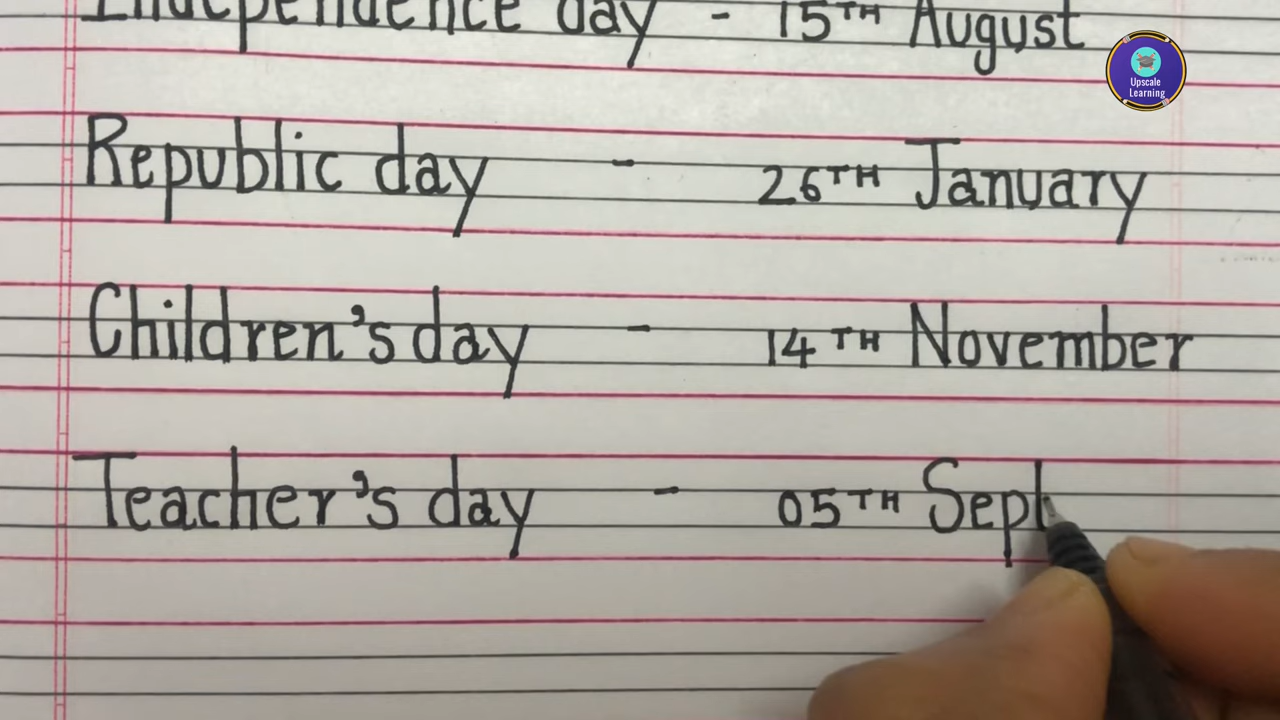 Independence day - 15TH August
Upscale
Learning
Republic day - 26TH January
Children's day - 14TH November
Teacher's day - 05TH Sept